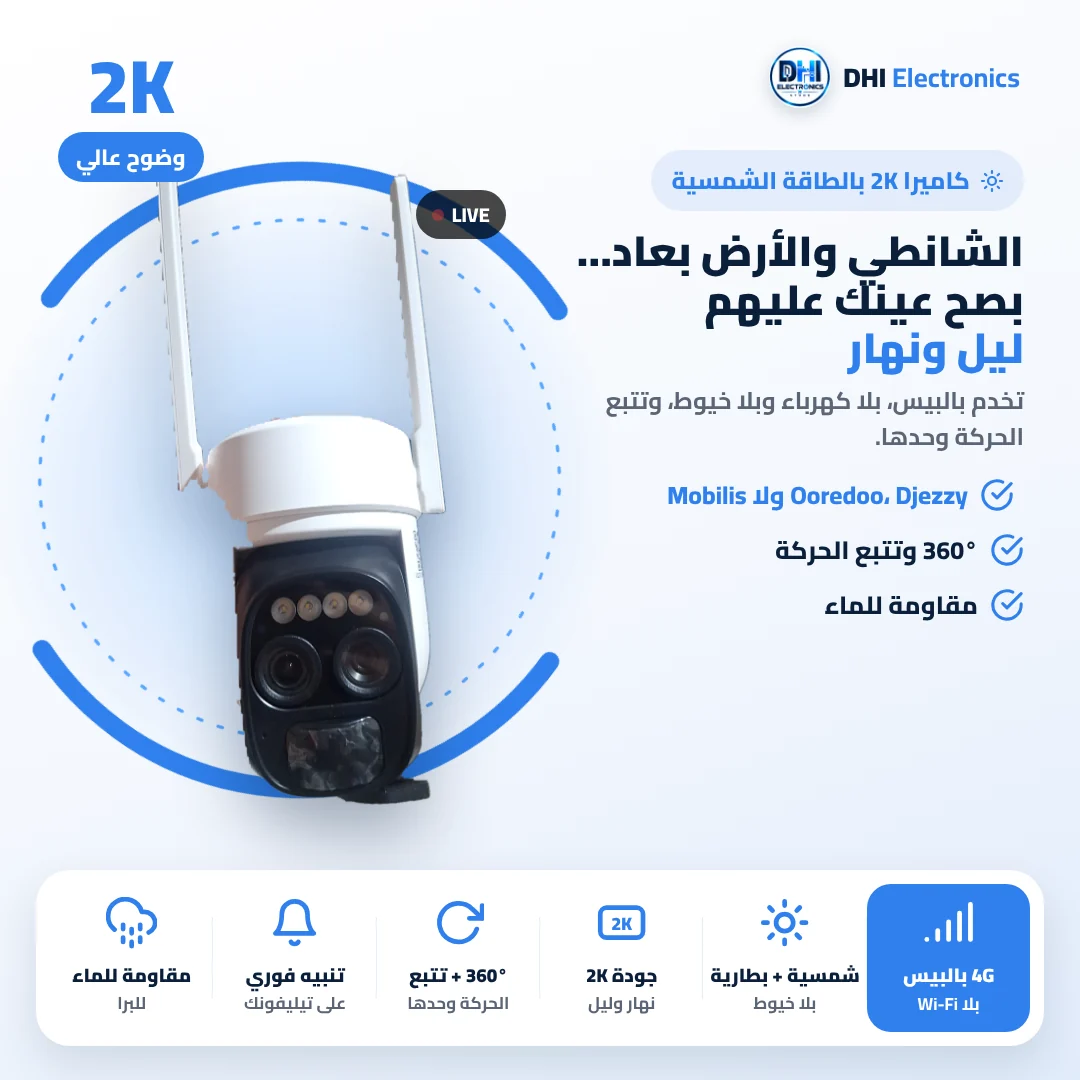 2K
وضوح عالي
DHI
ELECTRONICS
DHI Electronics
كاميرا 2K بالطاقة الشمسية
LIVE
الشانطي والأرض بعاد...
بصح عينك عليهم
ليل ونهار
تخدم بالبيس، بلا كهرباء وبلا خيوط، وتتبع
الحركة وحدها.
Ooredoo، Djezzy ولا Mobilis
360° وتتبع الحركة
مقاومة للماء
4G بالبيس
بلا Wi-Fi
شمسية + بطارية
بلا خيوط
2K
جودة 2K
نهار وليل
360° + تتبع
الحركة وحدها
تنبيه فوري
على تيليفونك
مقاومة للماء
للبرا